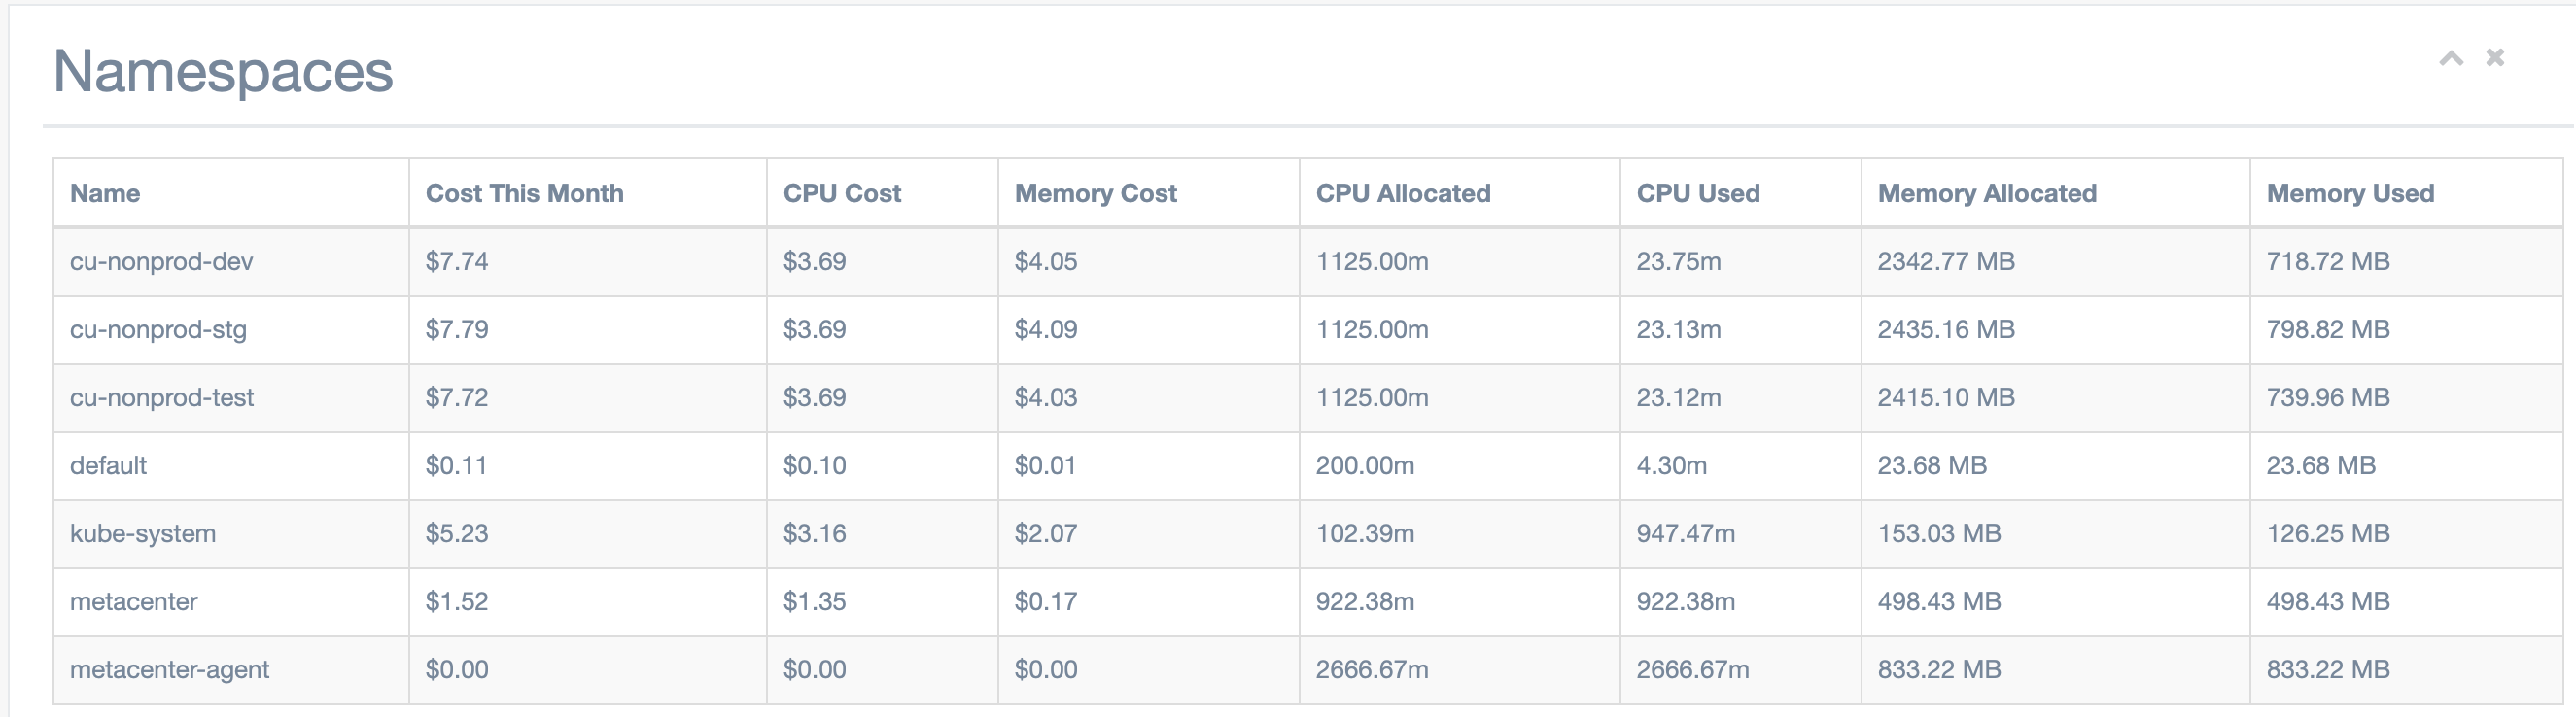 Namespaces
Name Cost This Month CPU Cost Memory Cost CPU Allocated CPU Used Memory Allocated Memory Used
cu-nonprod-dev $7.74 $3.69 $4.05 1125.00m 23.75m 2342.77 MB 718.72 MB
cu-nonprod-stg $7.79 $3.69 $4.09 1125.00m 23.13m 2435.16 MB 798.82 MB
cu-nonprod-test $7.72 $3.69 $4.03 1125.00m 23.12m 2415.10 MB 739.96 MB
default $0.11 $0.10 $0.01 200.00m 4.30m 23.68 MB 23.68 MB
kube-system $5.23 $3.16 $2.07 102.39m 947.47m 153.03 MB 126.25 MB
metacenter $1.52 $1.35 $0.17 922.38m 922.38m 498.43 MB 498.43 MB
metacenter-agent $0.00 $0.00 $0.00 2666.67m 2666.67m 833.22 MB 833.22 MB